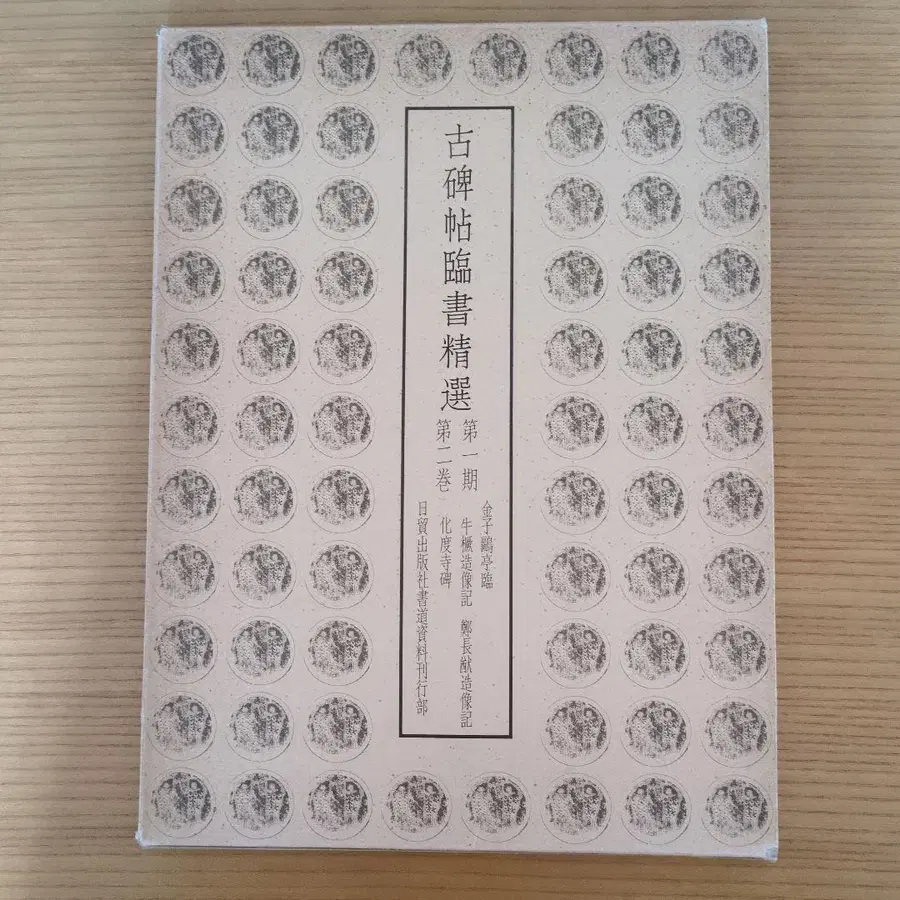 古碑帖臨書精選
第一期
第二巻
金子鷗亭臨
牛橛造像記 鄭長猷造像記
化度寺碑
日貿出版社書道資料刊行部